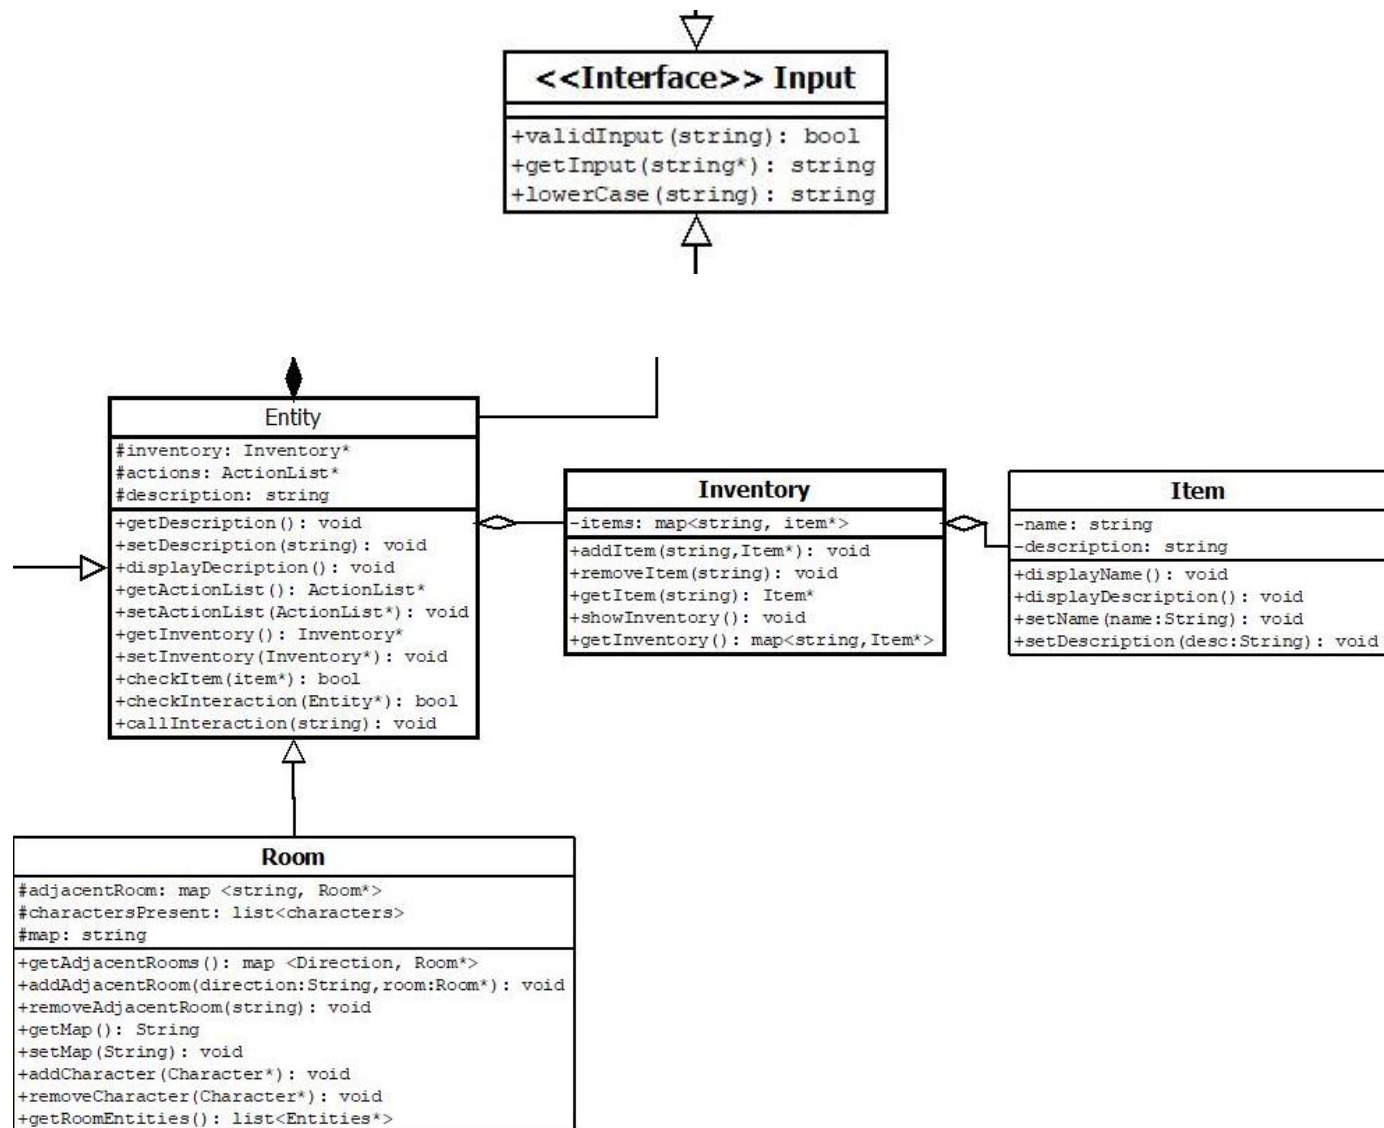 <<Interface>> Input
+validInput(string): bool
+getInput(string*): string
+lowerCase(string): string
Entity
#inventory: Inventory*
#actions: ActionList*
#description: string
+getDescription(): void
+setDescription(string): void
+displayDecription(): void
+getActionList(): ActionList*
+setActionList(ActionList*): void
+getInventory(): Inventory*
+setInventory(Inventory*): void
+checkItem(item*): bool
+checkInteraction(Entity*): bool
+callInteraction(string): void
Inventory
-items: map<string, item*>
+addItem(string,Item*): void
+removeItem(string): void
+getItem(string): Item*
+showInventory(): void
+getInventory(): map<string,Item*>
Item
-name: string
-description: string
+displayName(): void
+displayDescription(): void
+setName(name:String): void
+setDescription(desc:String): void
Room
#adjacentRoom: map <string, Room*>
#charactersPresent: list<characters>
#map: string
+getAdjacentRooms(): map <Direction, Room*>
+addAdjacentRoom(direction:String,room:Room*): void
+removeAdjacentRoom(string): void
+getMap(): String
+setMap(String): void
+addCharacter(Character*): void
+removeCharacter(Character*): void
+getRoomEntities(): list<Entities*>